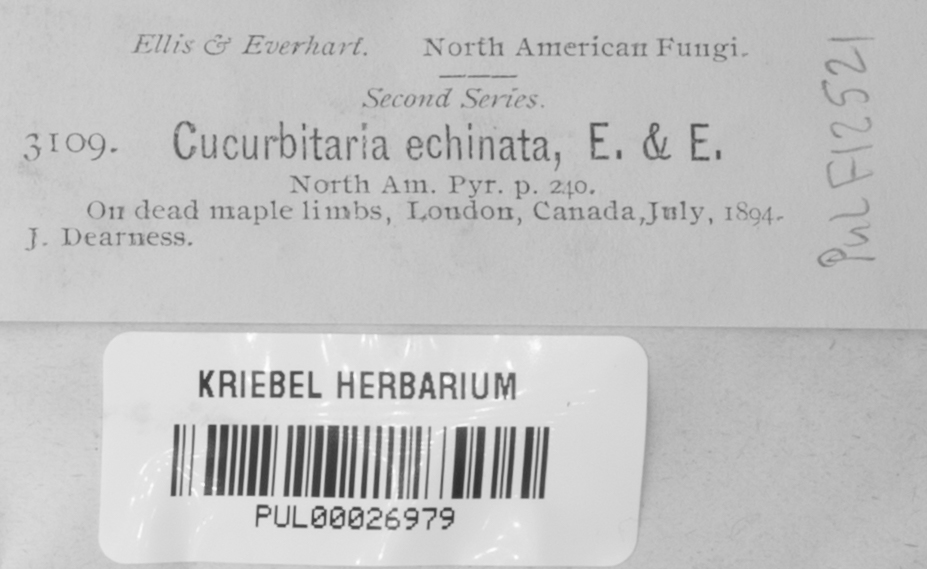 Ellis & Everhart. North American Fungi.
Second Series.
3109. Cucurbitaria echinata, E. & E.
North Am. Pyr. p. 240.
On dead maple limbs, London, Canada, July, 1894.
J. Dearness.
PUL F12521
KRIEBEL HERBARIUM
PUL00026979